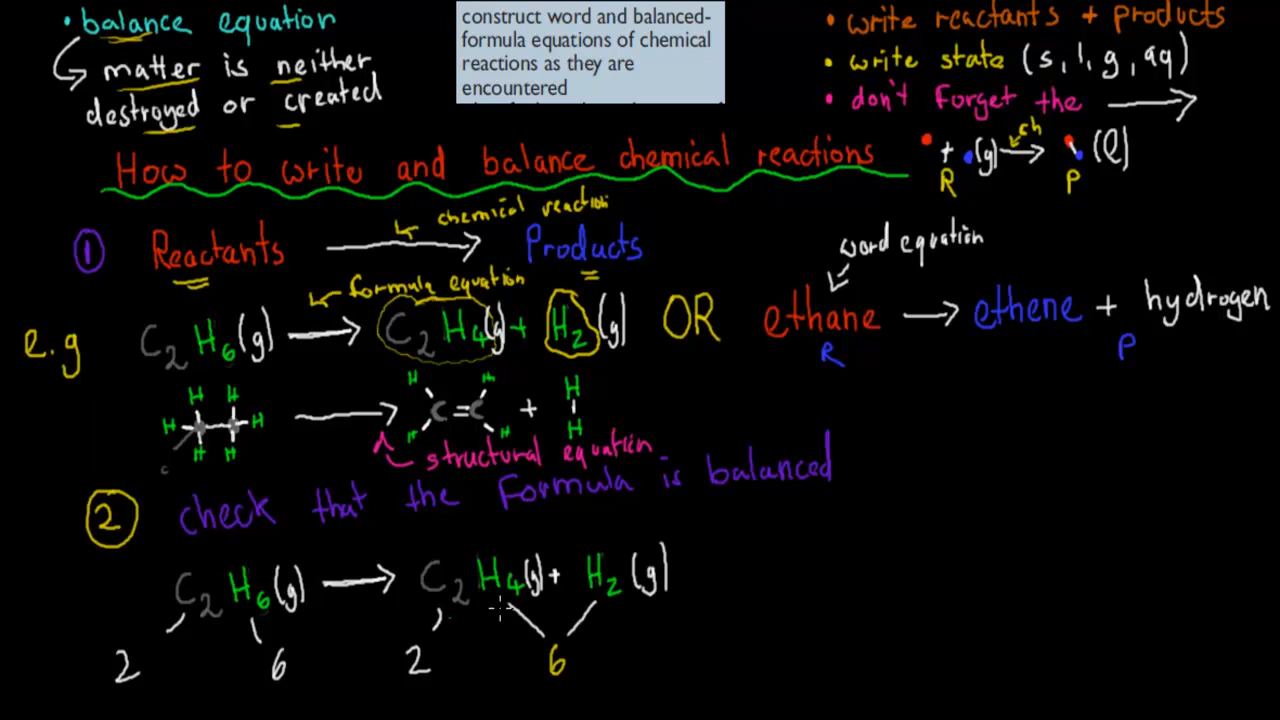 • balance equation
matter is neither
destroyed or created
construct word and balanced-
formula equations of chemical
reactions as they are
encountered
• write reactants + products
• write state (s, l, g, aq)
• don't forget the →
• + • (g) → (l)
ch
R P
How to write and balance chemical reactions
chemical reaction
1 Reactants → Products
word equation
formula equation
e.g C2H6(g) → C2H4(g) + H2(g) OR ethane → ethene + hydrogen
R P
H H H H H
H H H → C=C + |
H H H H H
c
structural equation
2 check that the formula is balanced
C2H6(g) → C2H4(g) + H2(g)
2 6 2 6